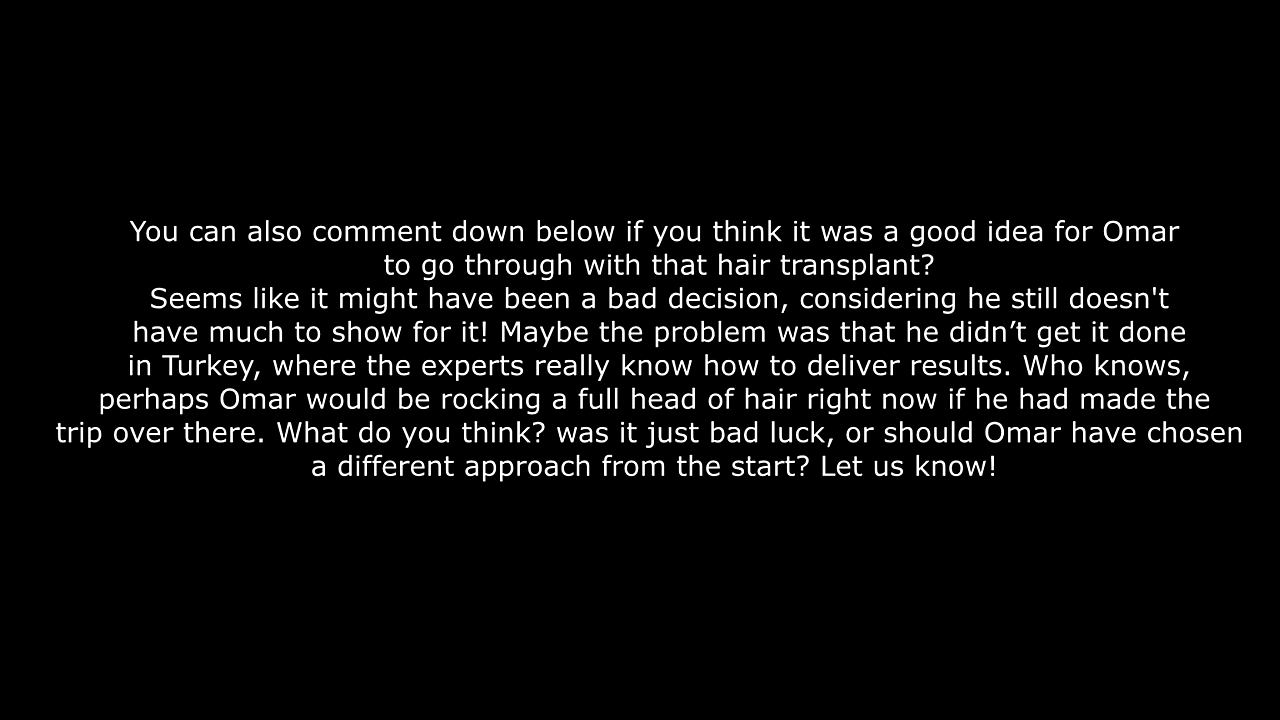 You can also comment down below if you think it was a good idea for Omar
to go through with that hair transplant?
Seems like it might have been a bad decision, considering he still doesn't
have much to show for it! Maybe the problem was that he didn’t get it done
in Turkey, where the experts really know how to deliver results. Who knows,
perhaps Omar would be rocking a full head of hair right now if he had made the
trip over there. What do you think? was it just bad luck, or should Omar have chosen
a different approach from the start? Let us know!